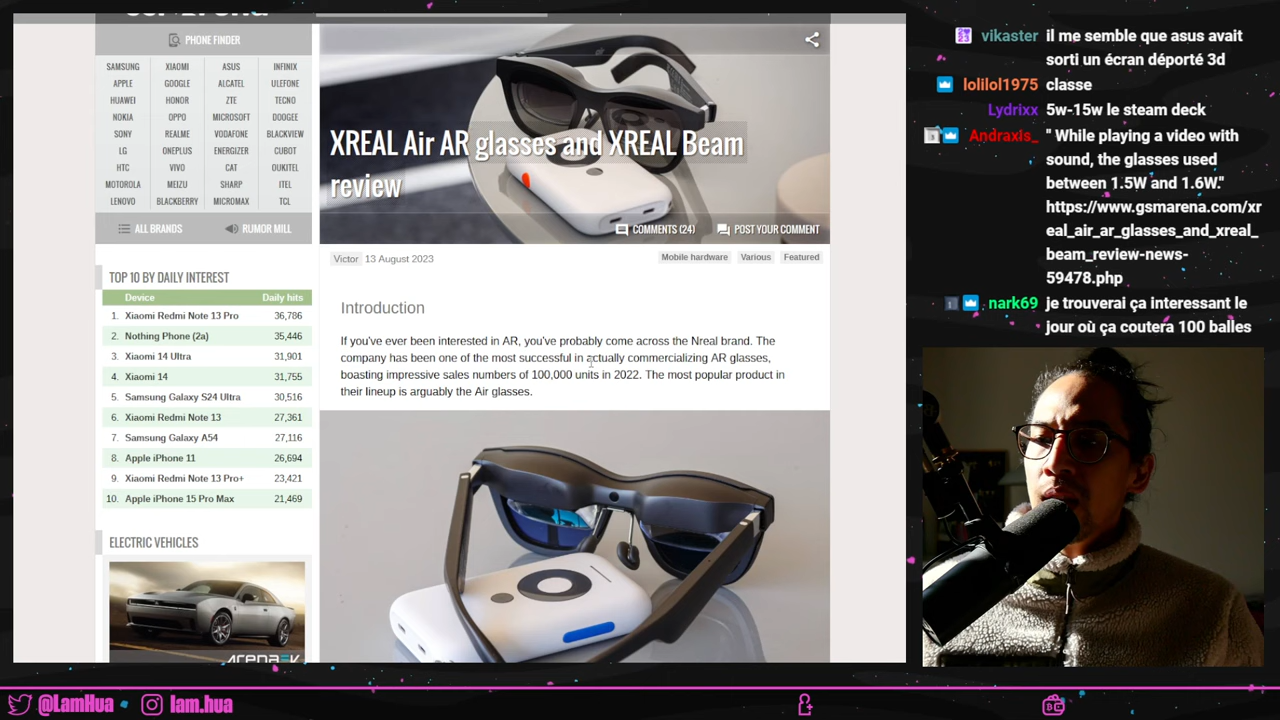 PHONE FINDER
SAMSUNG XIAOMI ASUS INFINIX
APPLE GOOGLE ALCATEL ULEFONE
HUAWEI HONOR ZTE TECNO
NOKIA OPPO MICROSOFT DOOGEE
SONY REALME VODAFONE BLACKVIEW
LG ONEPLUS ENERGIZER CUBOT
HTC VIVO CAT OUKITEL
MOTOROLA MEIZU SHARP ITEL
LENOVO BLACKBERRY MICROMAX TCL
ALL BRANDS RUMOR MILL
XREAL Air AR glasses and XREAL Beam
review
COMMENTS (24) POST YOUR COMMENT
Victor 13 August 2023
Mobile hardware Various Featured
TOP 10 BY DAILY INTEREST
Device Daily hits
1. Xiaomi Redmi Note 13 Pro 36,786
2. Nothing Phone (2a) 35,446
3. Xiaomi 14 Ultra 31,901
4. Xiaomi 14 31,755
5. Samsung Galaxy S24 Ultra 30,516
6. Xiaomi Redmi Note 13 27,361
7. Samsung Galaxy A54 27,116
8. Apple iPhone 11 26,694
9. Xiaomi Redmi Note 13 Pro+ 23,421
10. Apple iPhone 15 Pro Max 21,469
ELECTRIC VEHICLES
Introduction
If you've ever been interested in AR, you've probably come across the Nreal brand. The
company has been one of the most successful in actually commercializing AR glasses,
boasting impressive sales numbers of 100,000 units in 2022. The most popular product in
their lineup is arguably the Air glasses.
vikaster il me semble que asus avait
sorti un écran déporté 3d
lolilol1975 classe
Lydrixx 5w-15w le steam deck
Andraxis_ " While playing a video with
sound, the glasses used
between 1.5W and 1.6W."
https://www.gsmarena.com/xr
eal_air_ar_glasses_and_xreal_
beam_review-news-
59478.php
nark69 je trouverai ça interessant le
jour où ça coutera 100 balles
@LamHua lam.hua